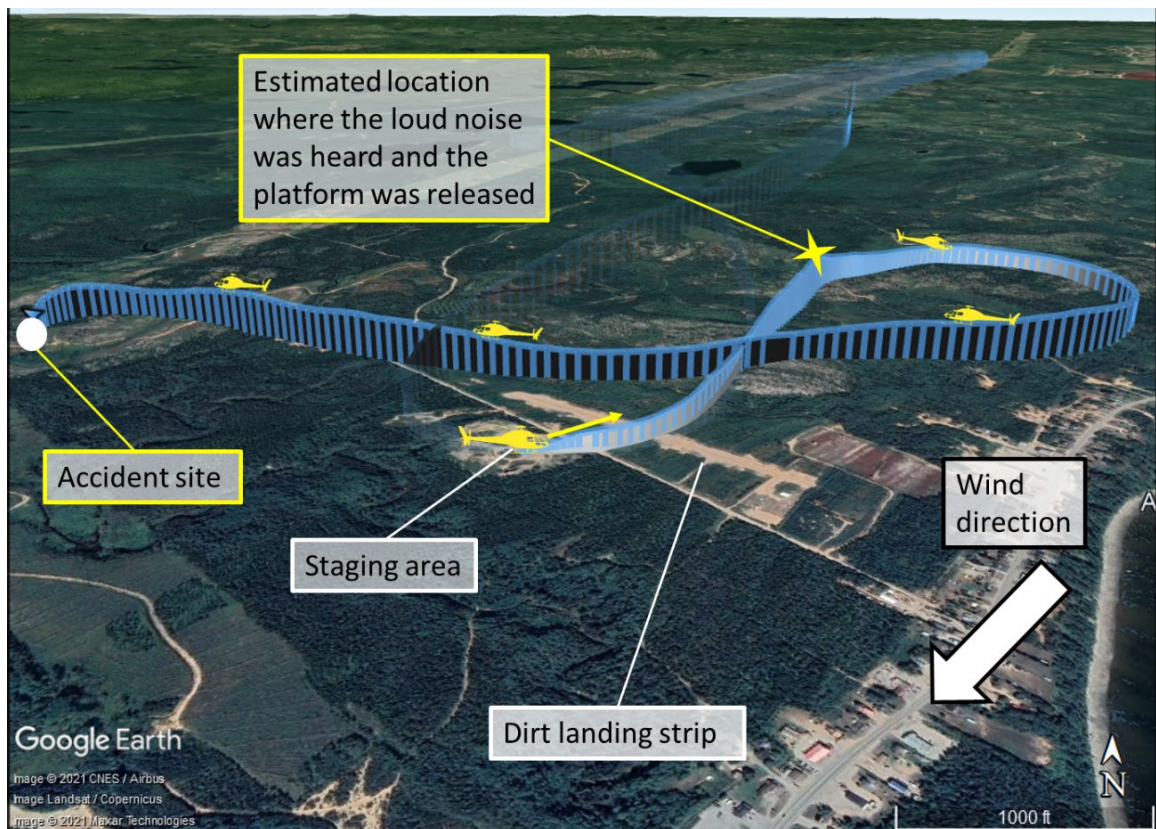 Estimated location
where the loud noise
was heard and the
platform was released
Accident site
Staging area
Wind
direction
A
Dirt landing strip
Google Earth
Image © 2021 CNES / Airbus
Image Landsat / Copernicus
Image © 2021 Maxar Technologies
N
1000 ft